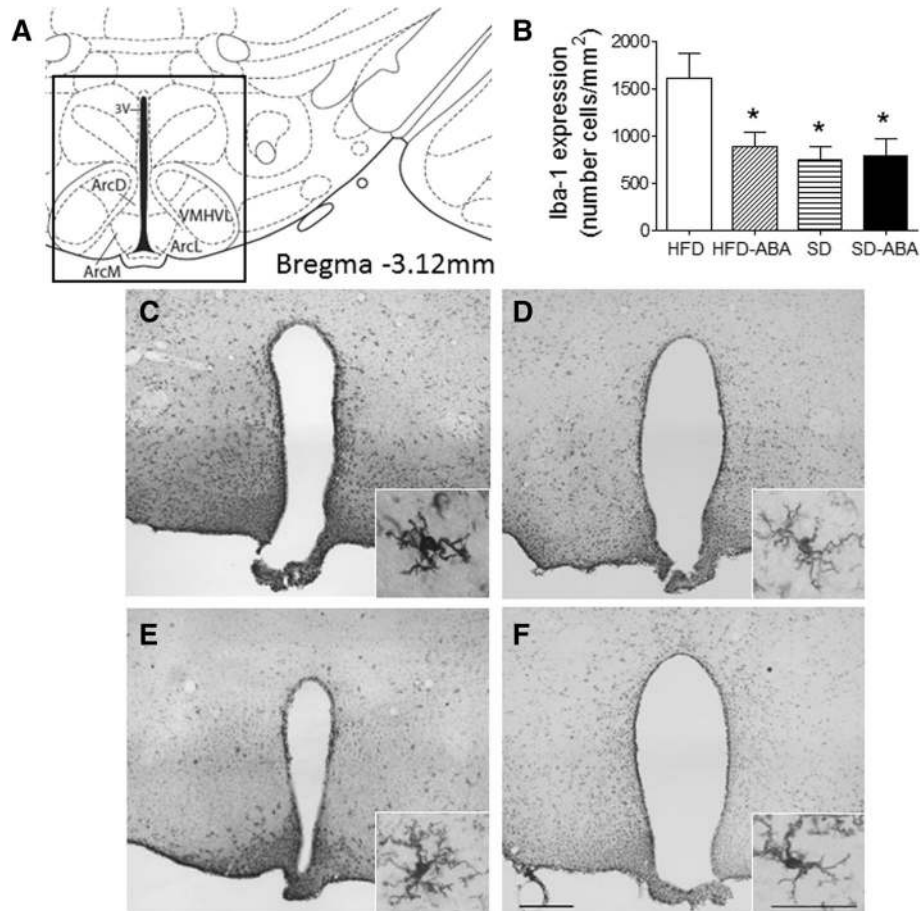 A
3V
ArcD
VMHVL
ArcL
ArcM
Bregma -3.12mm
B
Iba-1 expression
(number cells/mm²)
2000
1500
1000
500
0
*
*
*
HFD
HFD-ABA
SD
SD-ABA
C
D
E
F